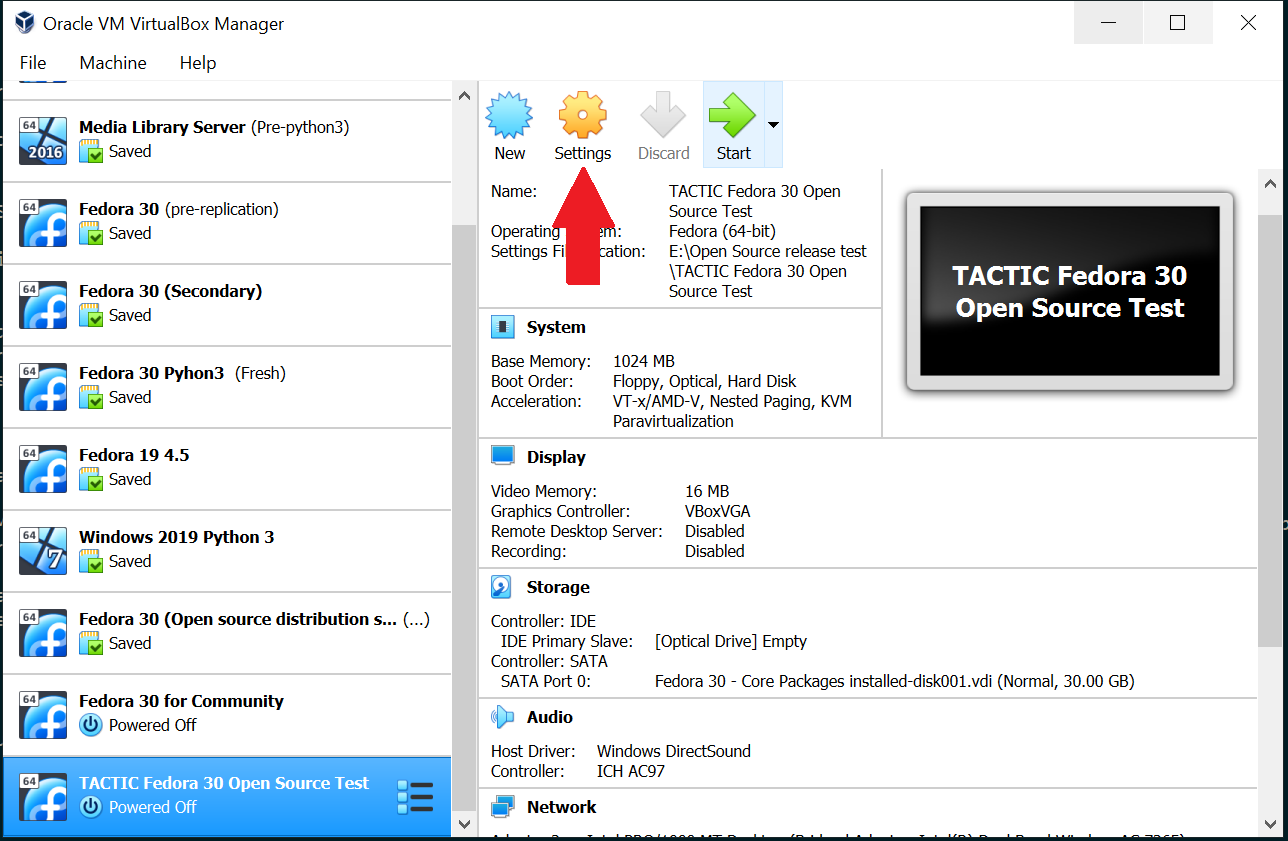 Oracle VM VirtualBox Manager
File Machine Help
64
2016
Media Library Server (Pre-python3)
Saved
64
Fedora 30 (pre-replication)
Saved
64
Fedora 30 (Secondary)
Saved
64
Fedora 30 Pyhon3 (Fresh)
Saved
64
Fedora 19 4.5
Saved
64
7
Windows 2019 Python 3
Saved
64
Fedora 30 (Open source distribution s... (...)
Saved
64
Fedora 30 for Community
Powered Off
64
TACTIC Fedora 30 Open Source Test
Powered Off
New Settings Discard Start
Name: TACTIC Fedora 30 Open
Source Test
Operating em: Fedora (64-bit)
Settings Fi cation: E:\Open Source release test
\TACTIC Fedora 30 Open
Source Test
TACTIC Fedora 30
Open Source Test
System
Base Memory: 1024 MB
Boot Order: Floppy, Optical, Hard Disk
Acceleration: VT-x/AMD-V, Nested Paging, KVM
Paravirtualization
Display
Video Memory: 16 MB
Graphics Controller: VBoxVGA
Remote Desktop Server: Disabled
Recording: Disabled
Storage
Controller: IDE
IDE Primary Slave: [Optical Drive] Empty
Controller: SATA
SATA Port 0: Fedora 30 - Core Packages installed-disk001.vdi (Normal, 30.00 GB)
Audio
Host Driver: Windows DirectSound
Controller: ICH AC97
Network